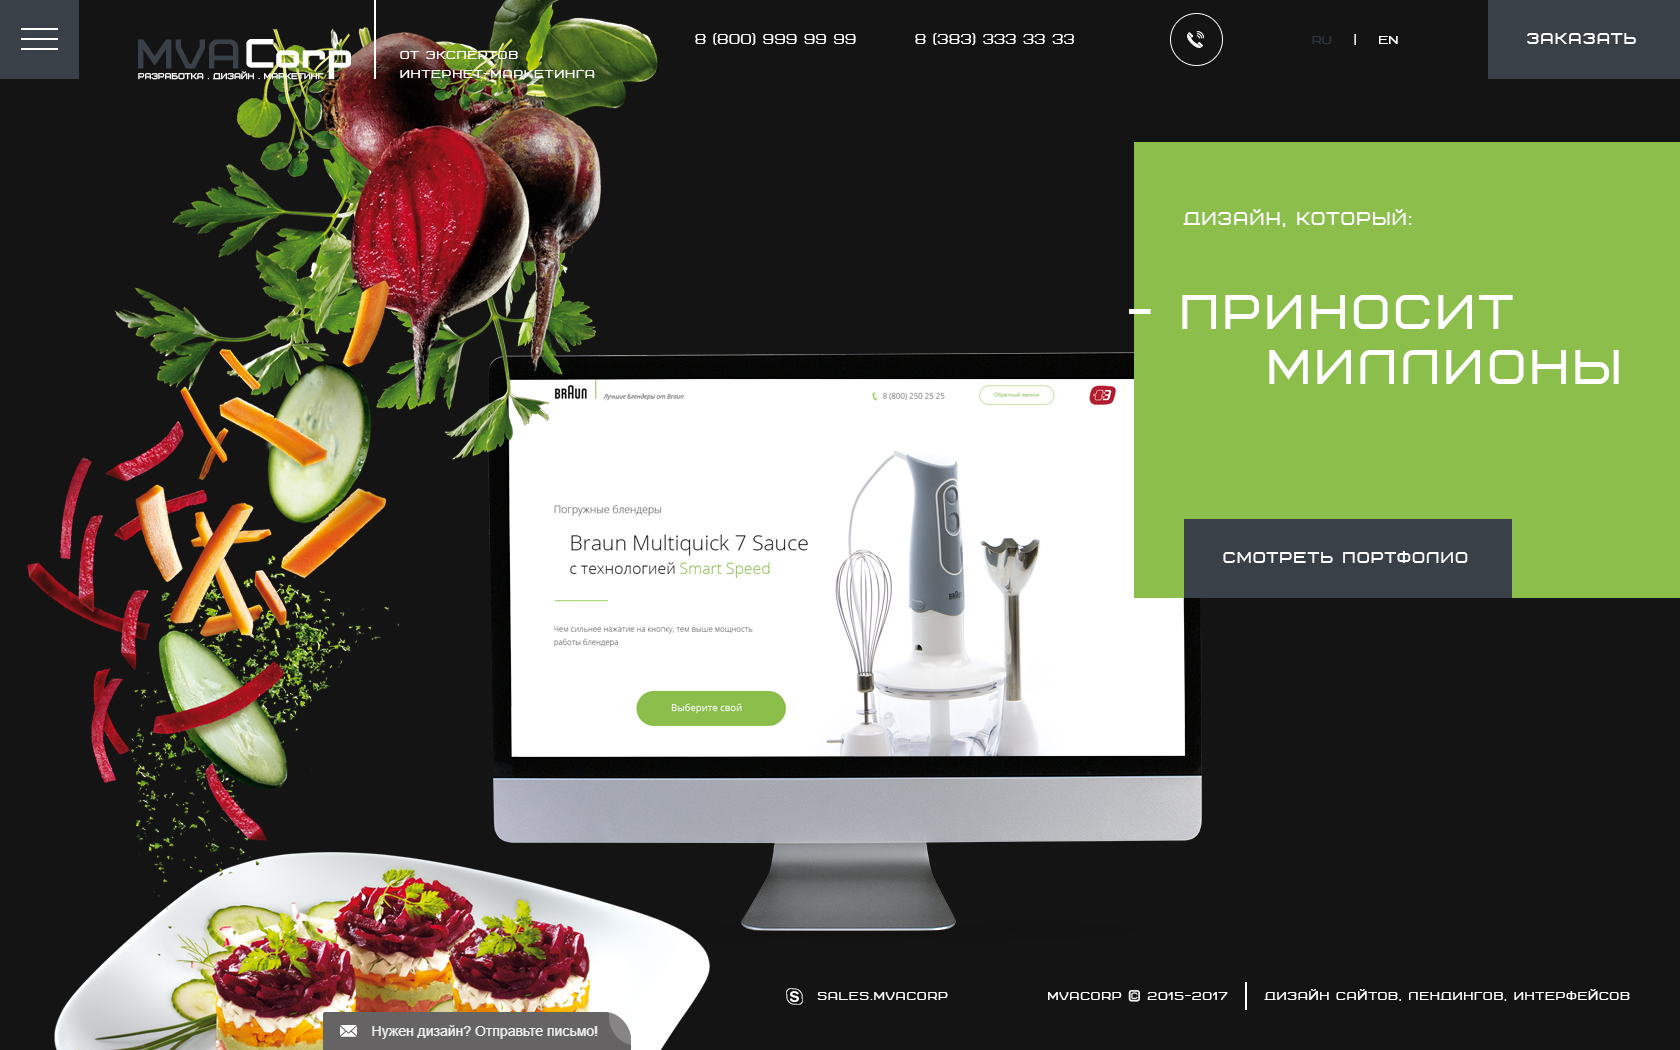 MVACorp
РАЗРАБОТКА . ДИЗАЙН . МАРКЕТИНГ
ОТ ЭКСПЕРТОВ
ИНТЕРНЕТ-МАРКЕТИНГА
8 (800) 999 99 99
8 (383) 333 33 33
RU | EN
ЗАКАЗАТЬ
ДИЗАЙН, КОТОРЫЙ:
– ПРИНОСИТ
МИЛЛИОНЫ
СМОТРЕТЬ ПОРТФОЛИО
BRAUN
Лучшие блендеры от Braun
8 (800) 250 25 25
Обратный звонок
Погружные блендеры
Braun Multiquick 7 Sauce
с технологией Smart Speed
Чем сильнее нажатие на кнопку, тем выше мощность
работы блендера
Выберите свой
BRAUN
SALES.MVACORP
MVACORP © 2015-2017
ДИЗАЙН САЙТОВ, ЛЕНДИНГОВ, ИНТЕРФЕЙСОВ
Нужен дизайн? Отправьте письмо!